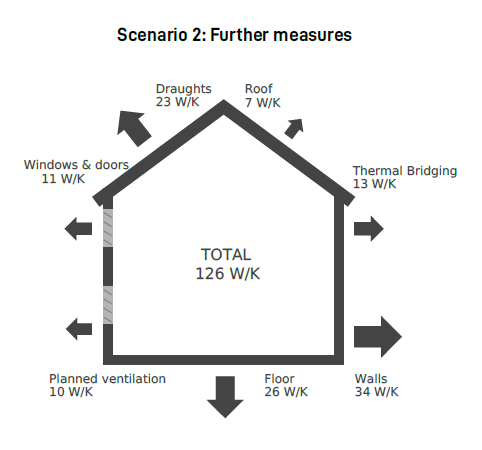 Scenario 2: Further measures
Draughts
23 W/K
Roof
7 W/K
Windows & doors
11 W/K
Thermal Bridging
13 W/K
TOTAL
126 W/K
Planned ventilation
10 W/K
Floor
26 W/K
Walls
34 W/K